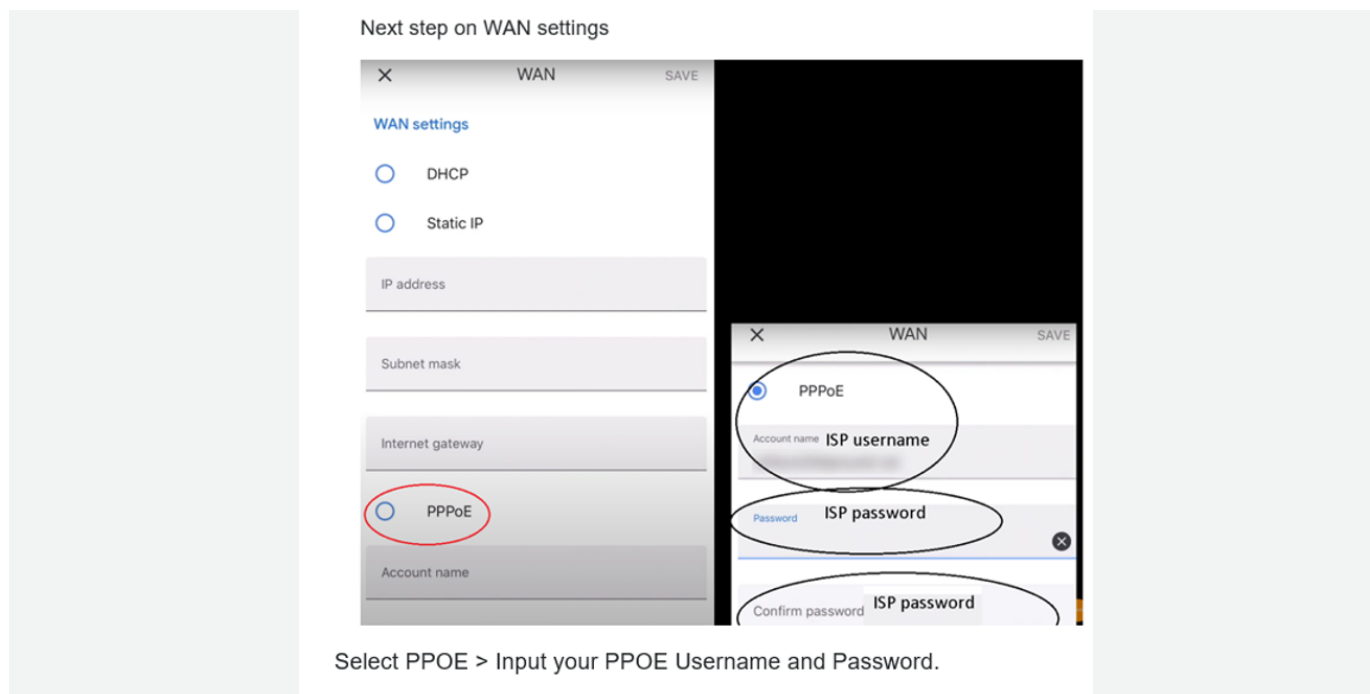 Next step on WAN settings
WAN SAVE
WAN settings
DHCP
Static IP
IP address
Subnet mask
Internet gateway
PPPoE
Account name
WAN SAVE
PPPoE
Account name ISP username
Password ISP password
Confirm password ISP password
Select PPOE > Input your PPOE Username and Password.